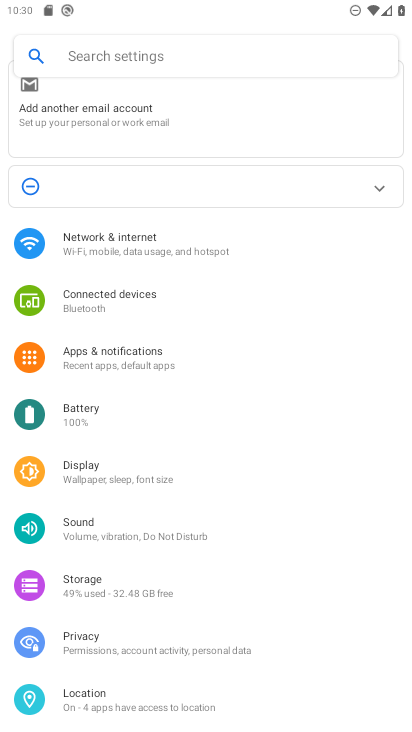 10:30
Search settings
Add another email account
Set up your personal or work email
Network & internet
Wi-Fi, mobile, data usage, and hotspot
Connected devices
Bluetooth
Apps & notifications
Recent apps, default apps
Battery
100%
Display
Wallpaper, sleep, font size
Sound
Volume, vibration, Do Not Disturb
Storage
49% used - 32.48 GB free
Privacy
Permissions, account activity, personal data
Location
On - 4 apps have access to location